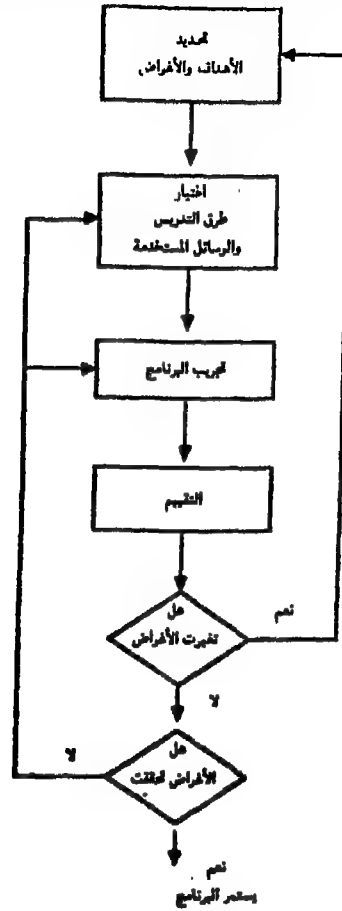 تحديد
الأهداف والأغراض
اختيار
طرق التدريس
والوسائل المستخدمة
تجريب البرنامج
التقييم
هل
تغيرت الأغراض
نعم
لا
هل
الأغراض تحققت
لا
نعم
يستمر البرنامج